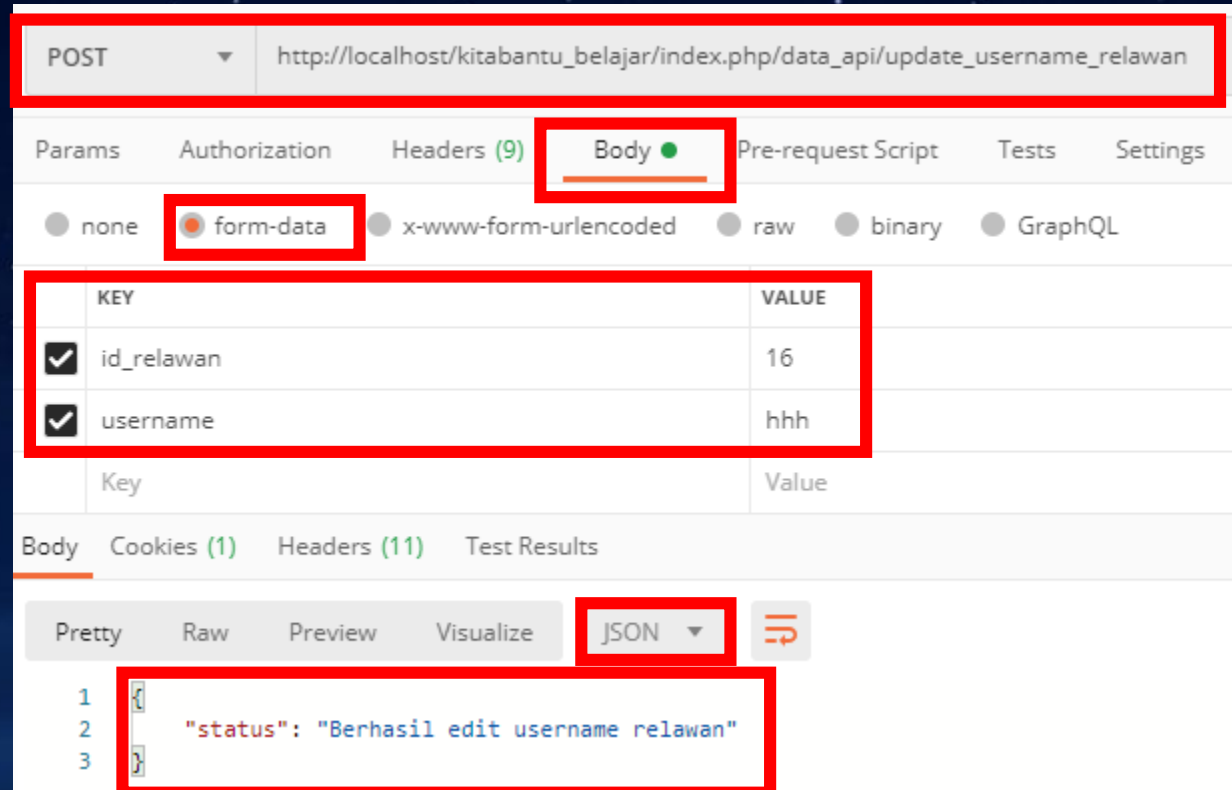 POST http://localhost/kitabantu_belajar/index.php/data_api/update_username_relawan
Params Authorization Headers (9) Body Pre-request Script Tests Settings
none form-data x-www-form-urlencoded raw binary GraphQL
KEY VALUE
id_relawan 16
username hhh
Key Value
Body Cookies (1) Headers (11) Test Results
Pretty Raw Preview Visualize JSON
1 {
2 "status": "Berhasil edit username relawan"
3 }